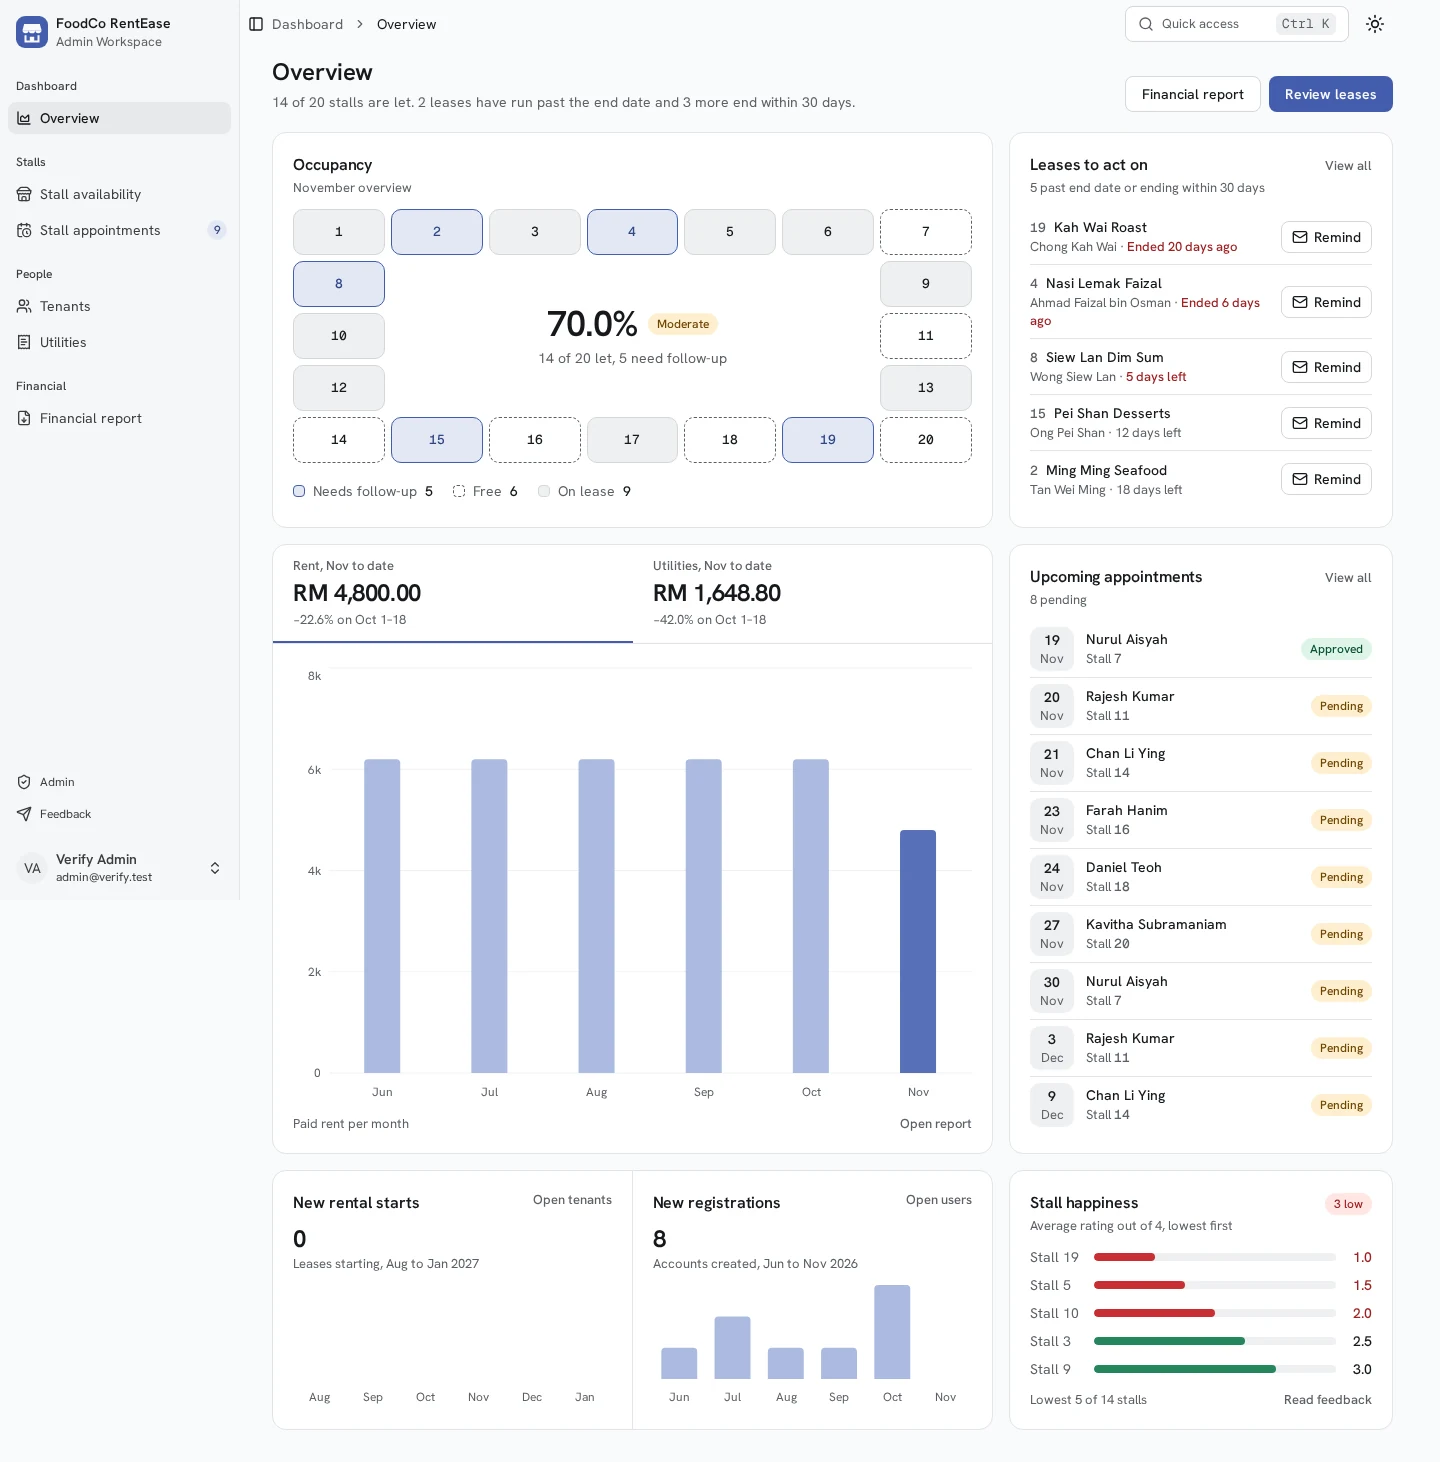 FoodCo RentEase
Admin Workspace
Dashboard
Overview
Stalls
Stall availability
Stall appointments 9
People
Tenants
Utilities
Financial
Financial report
Admin
Feedback
VA
Verify Admin
admin@verify.test
Dashboard > Overview
Quick access Ctrl K
Overview
14 of 20 stalls are let. 2 leases have run past the end date and 3 more end within 30 days.
Financial report
Review leases
Occupancy
November overview
1 2 3 4 5 6 7
8 9
70.0% Moderate
10 11
14 of 20 let, 5 need follow-up
12 13
14 15 16 17 18 19 20
Needs follow-up 5 Free 6 On lease 9
Leases to act on View all
5 past end date or ending within 30 days
19 Kah Wai Roast
Chong Kah Wai · Ended 20 days ago
Remind
4 Nasi Lemak Faizal
Ahmad Faizal bin Osman · Ended 6 days
ago
Remind
8 Siew Lan Dim Sum
Wong Siew Lan · 5 days left
Remind
15 Pei Shan Desserts
Ong Pei Shan · 12 days left
Remind
2 Ming Ming Seafood
Tan Wei Ming · 18 days left
Remind
Rent, Nov to date
RM 4,800.00
−22.6% on Oct 1–18
Utilities, Nov to date
RM 1,648.80
−42.0% on Oct 1–18
8k
6k
4k
2k
0
Jun Jul Aug Sep Oct Nov
Paid rent per month Open report
Upcoming appointments View all
8 pending
19 Nurul Aisyah
Nov Stall 7
Approved
20 Rajesh Kumar
Nov Stall 11
Pending
21 Chan Li Ying
Nov Stall 14
Pending
23 Farah Hanim
Nov Stall 16
Pending
24 Daniel Teoh
Nov Stall 18
Pending
27 Kavitha Subramaniam
Nov Stall 20
Pending
30 Nurul Aisyah
Nov Stall 7
Pending
3 Rajesh Kumar
Dec Stall 11
Pending
9 Chan Li Ying
Dec Stall 14
Pending
New rental starts Open tenants
0
Leases starting, Aug to Jan 2027
Aug Sep Oct Nov Dec Jan
New registrations Open users
8
Accounts created, Jun to Nov 2026
Jun Jul Aug Sep Oct Nov
Stall happiness 3 low
Average rating out of 4, lowest first
Stall 19 1.0
Stall 5 1.5
Stall 10 2.0
Stall 3 2.5
Stall 9 3.0
Lowest 5 of 14 stalls Read feedback